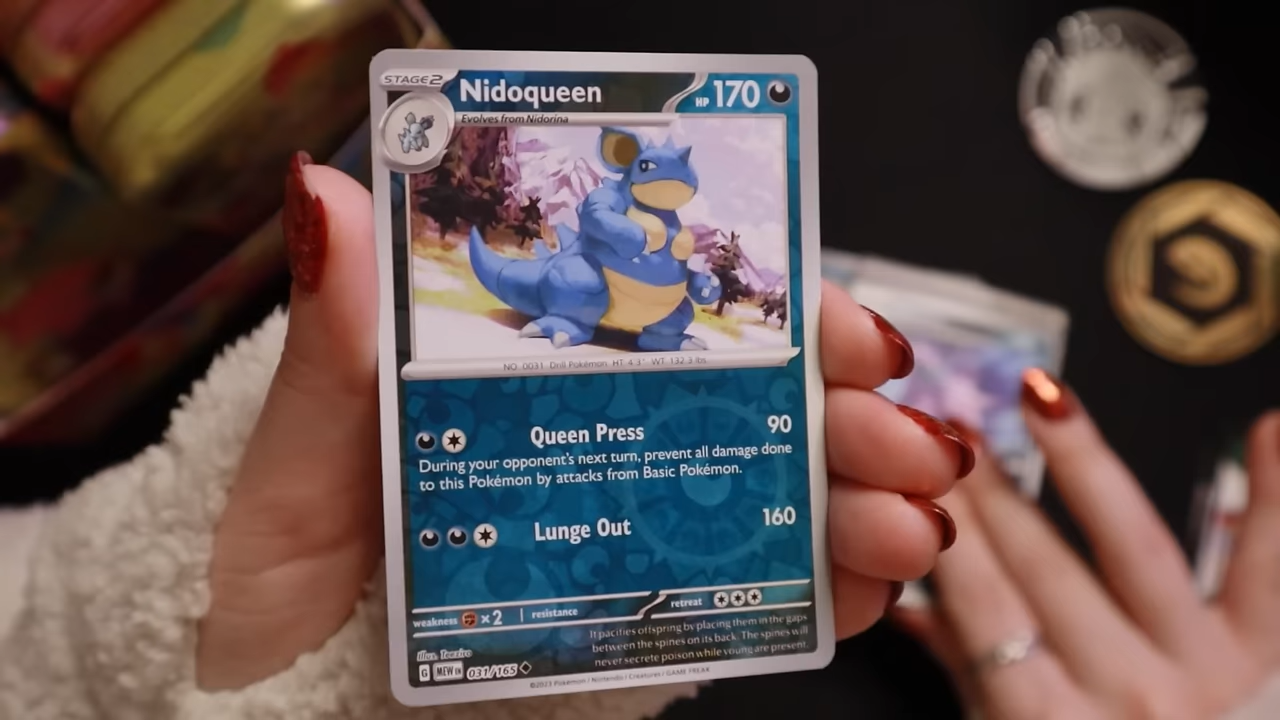 STAGE2 Nidoqueen HP 170
Evolves from Nidorina
NO. 0031 Drill Pokémon HT 4'3" WT 132.3 lbs
Queen Press 90
During your opponent's next turn, prevent all damage done
to this Pokémon by attacks from Basic Pokémon.
Lunge Out 160
weakness ×2 resistance retreat
It pacifies offspring by placing them in the gaps
between the spines on its back. The spines will
never secrete poison while young are present.
Illus. Tonziro
G MEW EN 031/165
©2023 Pokémon / Nintendo / Creatures / GAME FREAK